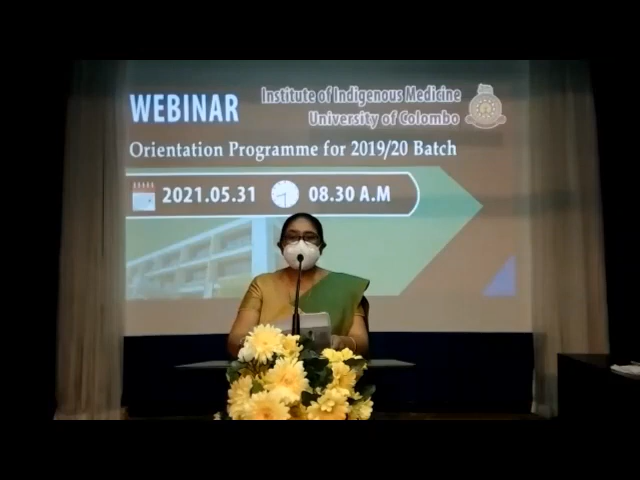 WEBINAR
Institute of Indigenous Medicine
University of Colombo
Orientation Programme for 2019/20 Batch
2021.05.31
08.30 A.M